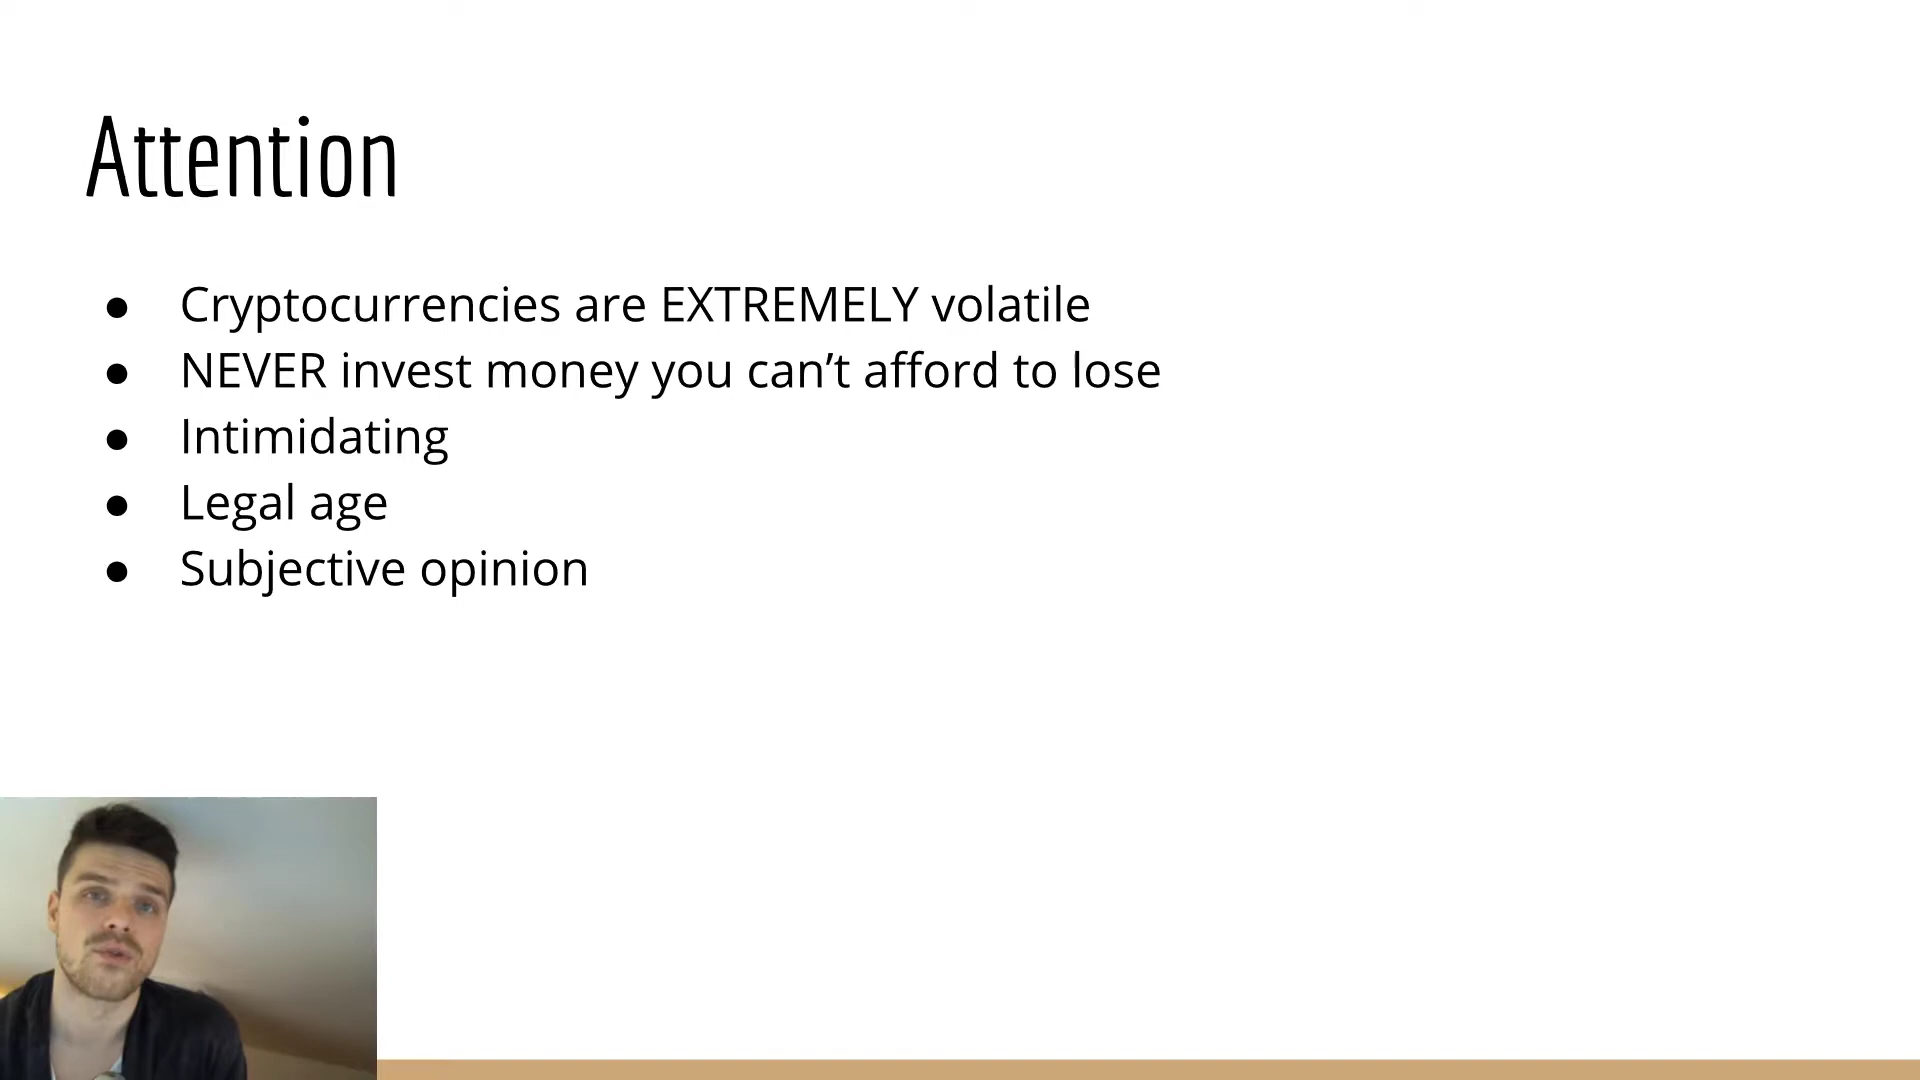 Attention
● Cryptocurrencies are EXTREMELY volatile
● NEVER invest money you can’t afford to lose
● Intimidating
● Legal age
● Subjective opinion